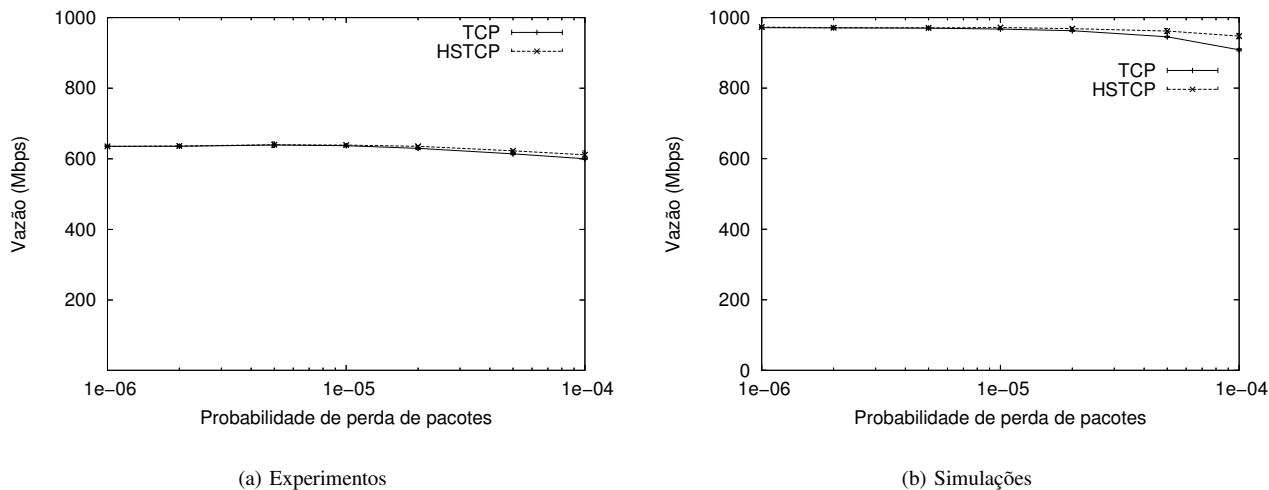 1000
800
600
400
200
1e−06
1e−05
1e−04
Vazão (Mbps)
Probabilidade de perda de pacotes
TCP
HSTCP
(a) Experimentos
1000
800
600
400
200
0
1e−06
1e−05
1e−04
Vazão (Mbps)
Probabilidade de perda de pacotes
TCP
HSTCP
(b) Simulações